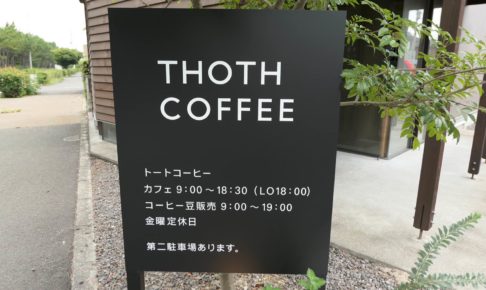 THOTH
COFFEE
トートコーヒー
カフェ 9:00～18:30（LO18:00）
コーヒー豆販売 9:00～19:00
金曜定休日
第二駐車場あります。